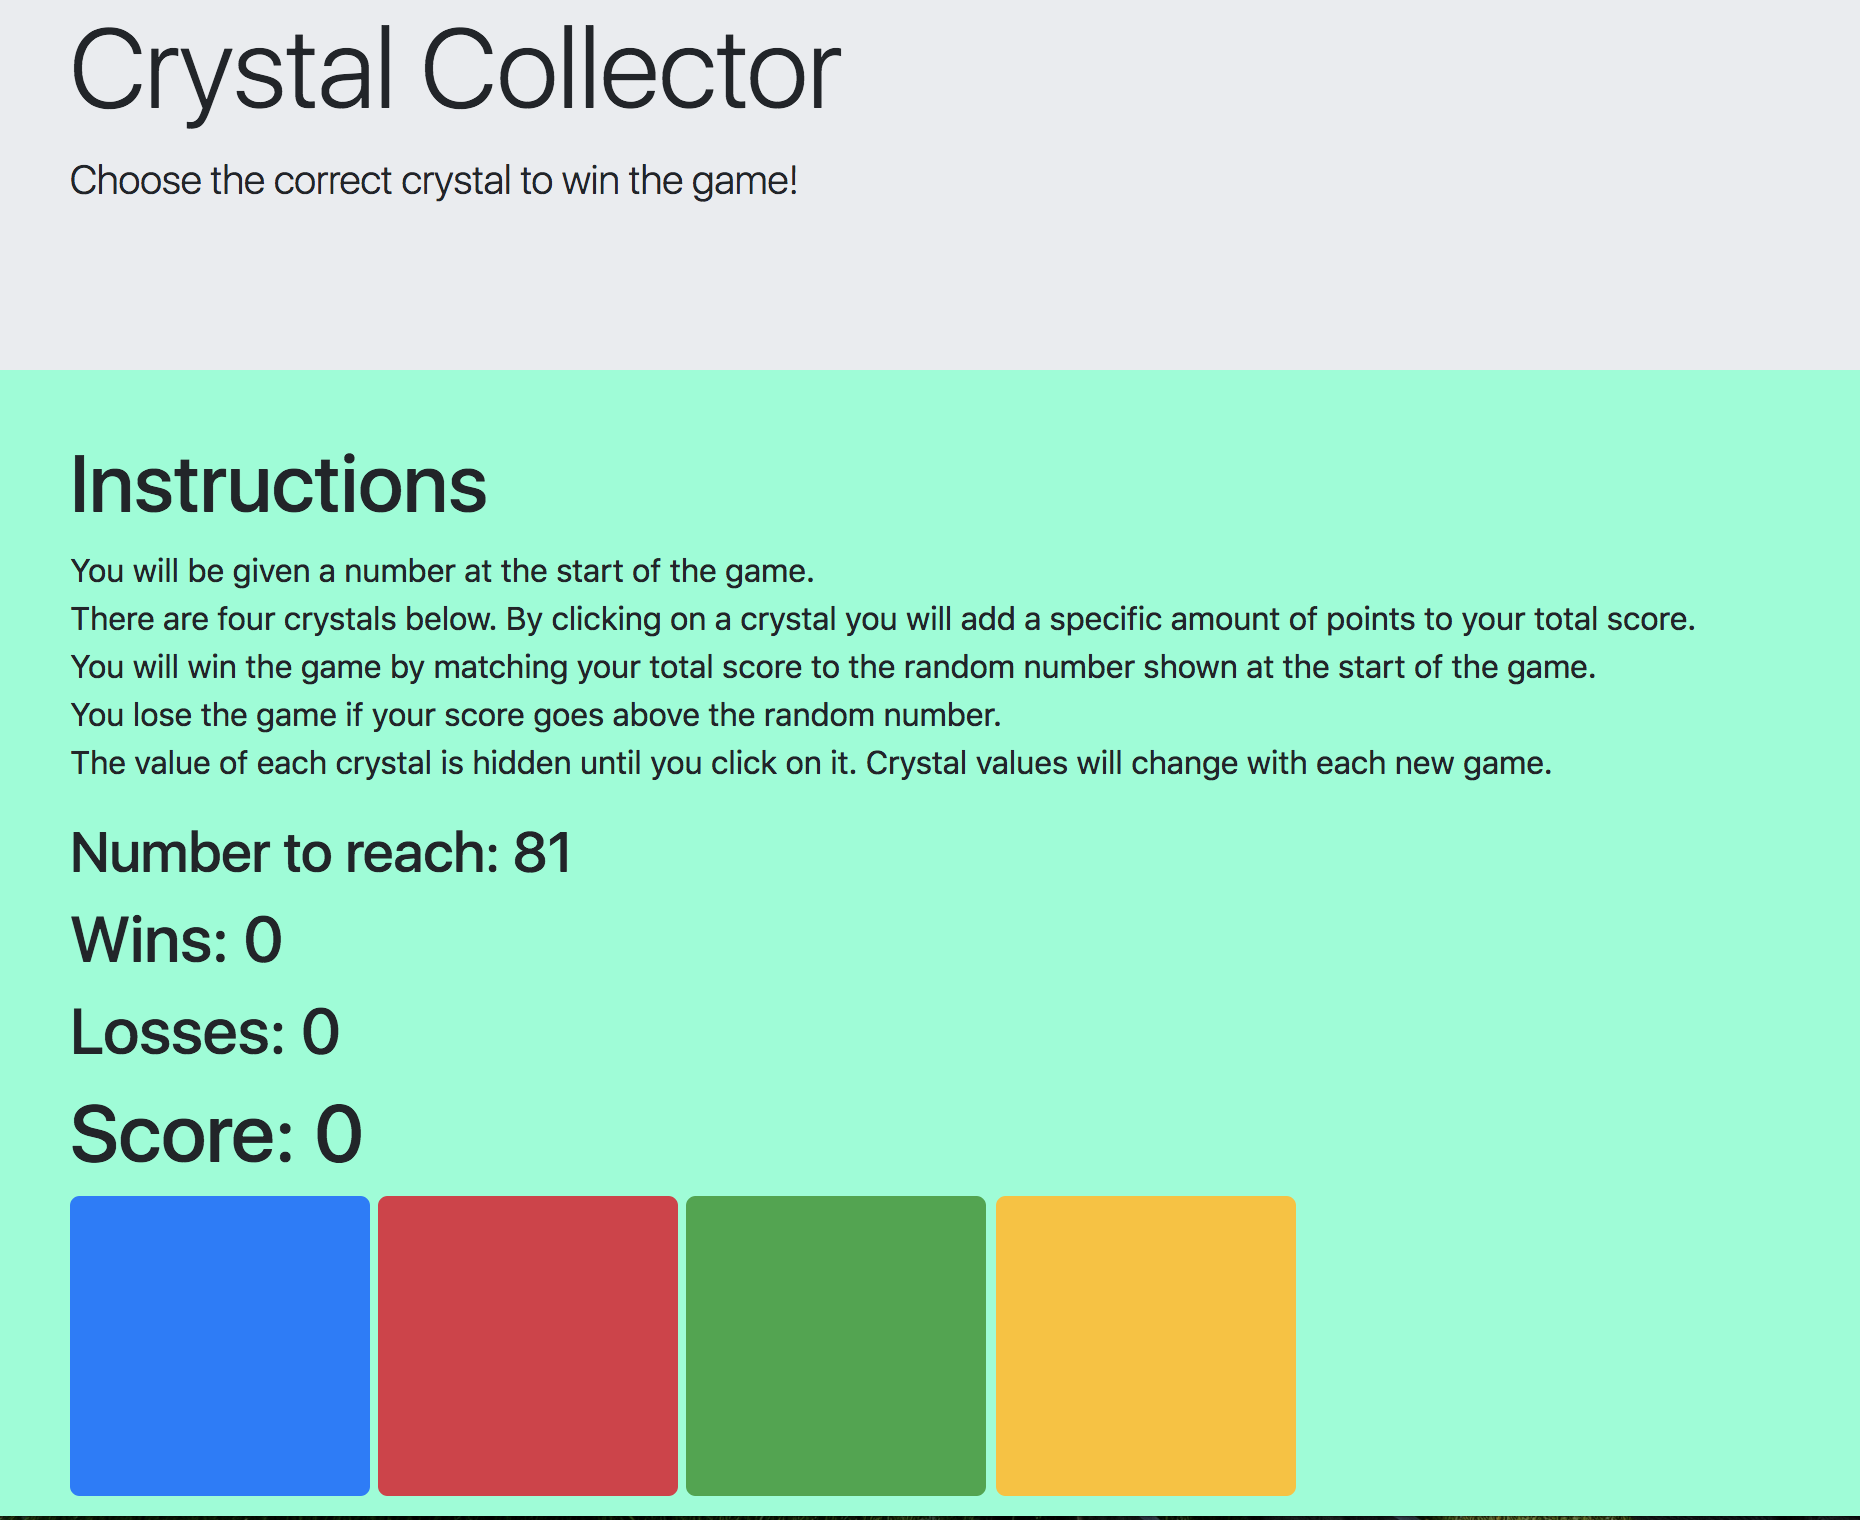 Crystal Collector
Choose the correct crystal to win the game!
Instructions
You will be given a number at the start of the game.
There are four crystals below. By clicking on a crystal you will add a specific amount of points to your total score.
You will win the game by matching your total score to the random number shown at the start of the game.
You lose the game if your score goes above the random number.
The value of each crystal is hidden until you click on it. Crystal values will change with each new game.
Number to reach: 81
Wins: 0
Losses: 0
Score: 0